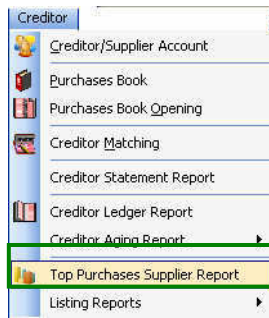 Creditor
Creditor/Supplier Account
Purchases Book
Purchases Book Opening
Creditor Matching
Creditor Statement Report
Creditor Ledger Report
Creditor Aging Report
Top Purchases Supplier Report
Listing Reports